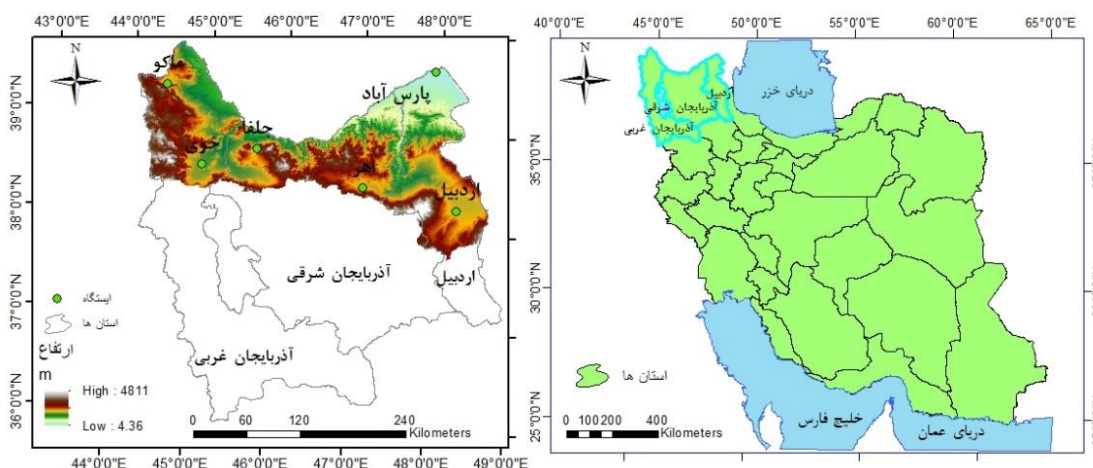 43°0'0"E 44°0'0"E 45°0'0"E 46°0'0"E 47°0'0"E 48°0'0"E
N
39°0'0"N
38°0'0"N
37°0'0"N
36°0'0"N
ماکو
پارس آباد
جلفا
خوی
اهر
اردبیل
آذربایجان شرقی
اردبیل
آذربایجان غربی
ایستگاه
استان ها
ارتفاع
m
High : 4811
Low : 4.36
0 60 120 240
Kilometers
44°0'0"E 45°0'0"E 46°0'0"E 47°0'0"E 48°0'0"E 49°0'0"E
40°0'0"E 45°0'0"E 50°0'0"E 55°0'0"E 60°0'0"E 65°0'0"E
N
35°0'0"N
30°0'0"N
25°0'0"N
دریای خزر
اردبیل
آذربایجان شرقی
آذربایجان غربی
استان ها
0 100 200 400
Kilometers
خلیج فارس
دریای عمان